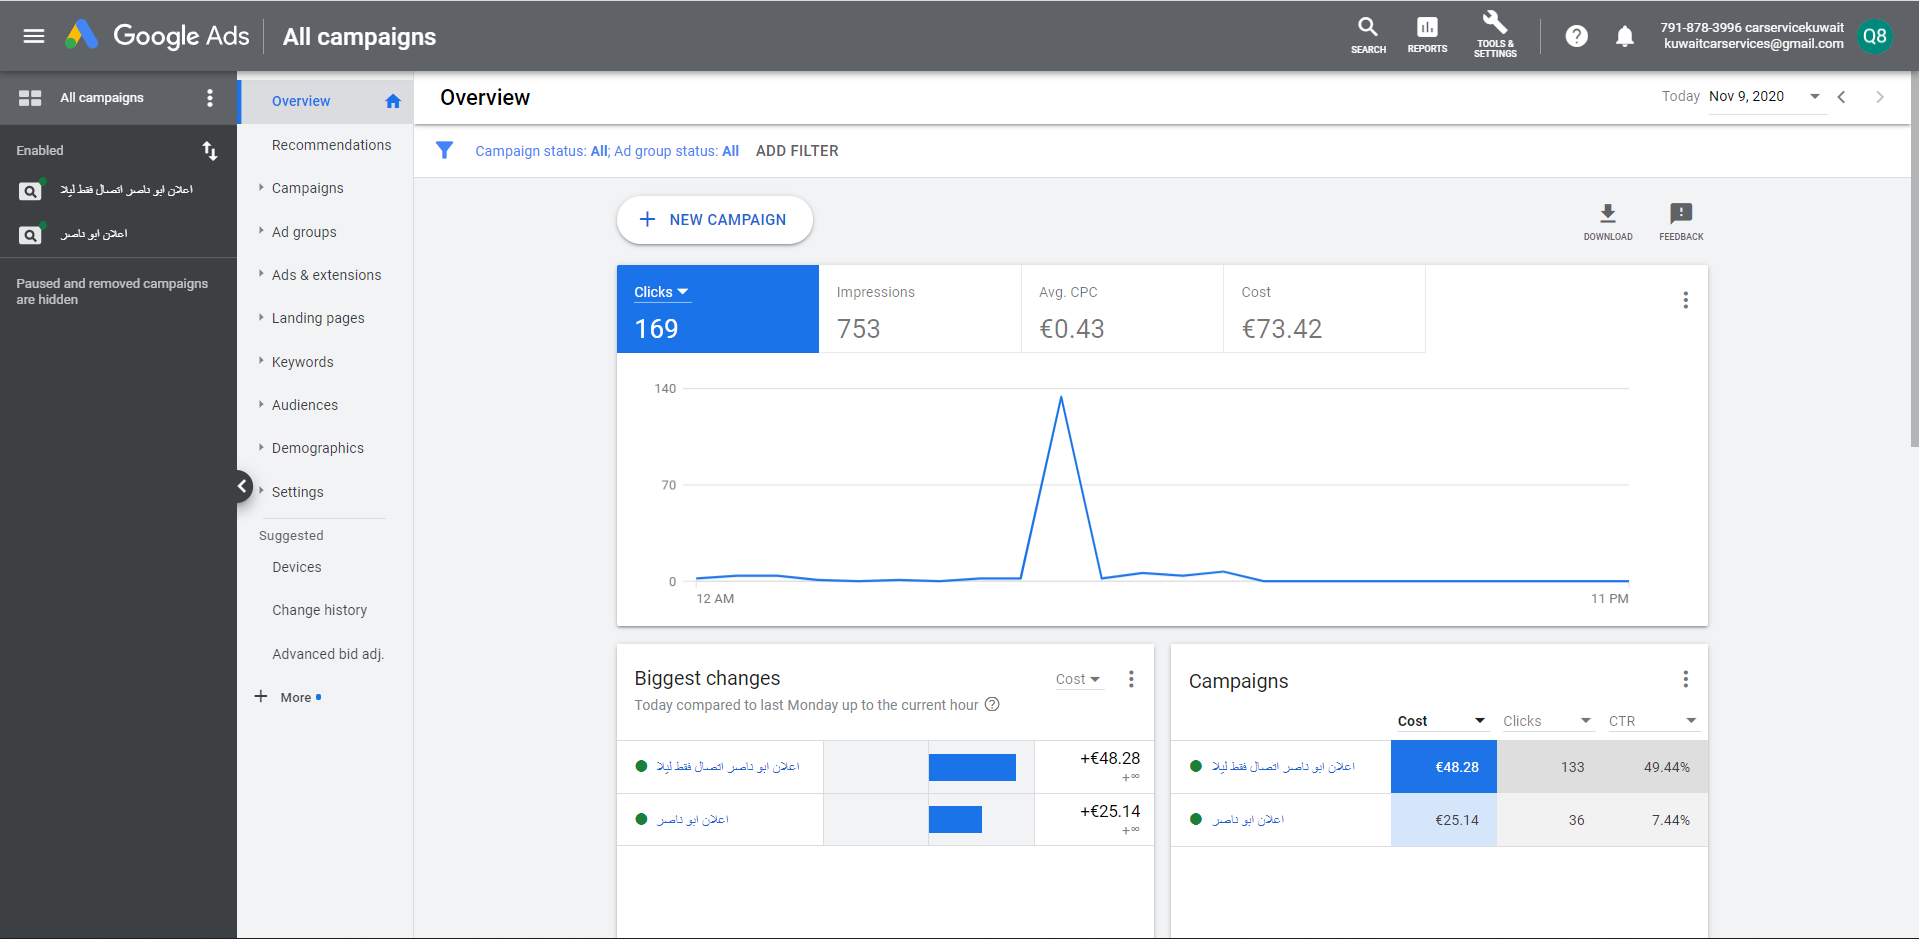 Google Ads
All campaigns
SEARCH
REPORTS
TOOLS &
SETTINGS
791-878-3996 carservicekuwait
kuwaitcarservices@gmail.com
Q8
All campaigns
Enabled
اعلان ابو ناصر اتصال فقط ليلا
اعلان ابو ناصر
Paused and removed campaigns
are hidden
Overview
Recommendations
Campaigns
Ad groups
Ads & extensions
Landing pages
Keywords
Audiences
Demographics
Settings
Suggested
Devices
Change history
Advanced bid adj.
More
Overview
Today Nov 9, 2020
Campaign status: All; Ad group status: All ADD FILTER
NEW CAMPAIGN
DOWNLOAD
FEEDBACK
Clicks
169
Impressions
753
Avg. CPC
€0.43
Cost
€73.42
140
70
0
12 AM
11 PM
Biggest changes
Cost
Today compared to last Monday up to the current hour
اعلان ابو ناصر اتصال فقط ليلا
+€48.28
+∞
اعلان ابو ناصر
+€25.14
+∞
Campaigns
Cost Clicks CTR
اعلان ابو ناصر اتصال فقط ليلا €48.28 133 49.44%
اعلان ابو ناصر €25.14 36 7.44%